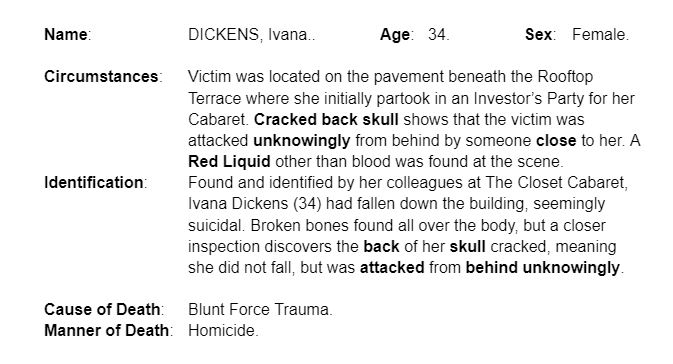 Name: DICKENS, Ivana.. Age: 34. Sex: Female.
Circumstances: Victim was located on the pavement beneath the Rooftop
Terrace where she initially partook in an Investor's Party for her
Cabaret. Cracked back skull shows that the victim was
attacked unknowingly from behind by someone close to her. A
Red Liquid other than blood was found at the scene.
Identification: Found and identified by her colleagues at The Closet Cabaret,
Ivana Dickens (34) had fallen down the building, seemingly
suicidal. Broken bones found all over the body, but a closer
inspection discovers the back of her skull cracked, meaning
she did not fall, but was attacked from behind unknowingly.
Cause of Death: Blunt Force Trauma.
Manner of Death: Homicide.